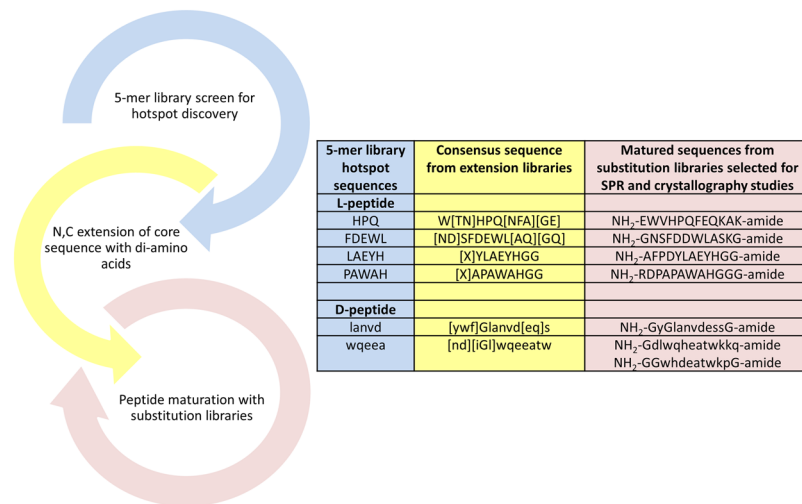 5-mer library screen for
hotspot discovery
N,C extension of core
sequence with di-amino
acids
Peptide maturation with
substitution libraries
5-mer library
hotspot
sequences
Consensus sequence
from extension libraries
Matured sequences from
substitution libraries selected for
SPR and crystallography studies
L-peptide
HPQ W[TN]HPQ[NFA][GE] NH2-EWVHPQFEQKAK-amide
FDEWL [ND]SFDEWL[AQ][GQ] NH2-GNSFDDWLASKG-amide
LAEYH [X]YLAEYHGG NH2-AFPDYLAEYHGG-amide
PAWAH [X]APAWAHGG NH2-RDPAPAWAHGGG-amide
D-peptide
lanvd [ywf]Glanvd[eq]s NH2-GyGlanvdessG-amide
wqeea [nd][iGl]wqeeatw NH2-Gdlwqheatwkkq-amide
NH2-GGwhdeatwkpG-amide